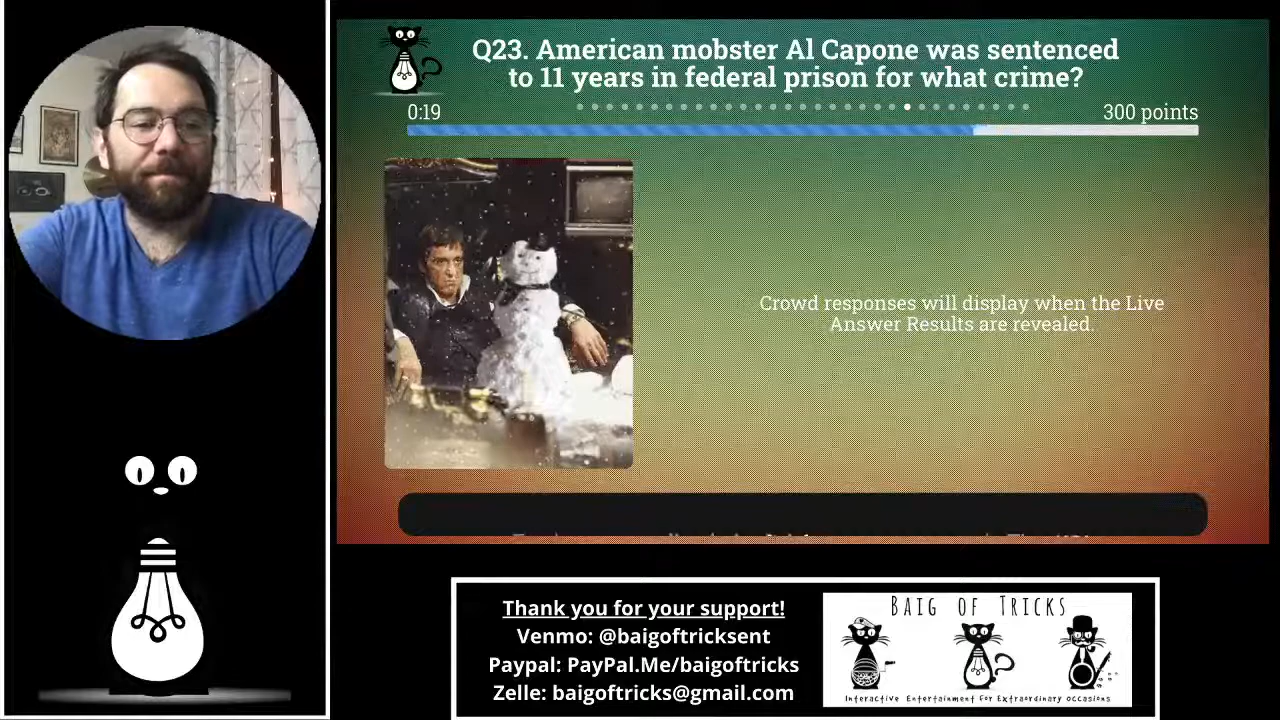 Q23. American mobster Al Capone was sentenced
to 11 years in federal prison for what crime?
0:19
300 points
Crowd responses will display when the Live
Answer Results are revealed
Thank you for your support!
Venmo: @baigoftricksent
Paypal: PayPal.Me/baigoftricks
Zelle: baigoftricks@gmail.com
BAIG OF TRICKS
Interactive Entertainment for Extraordinary Occasions